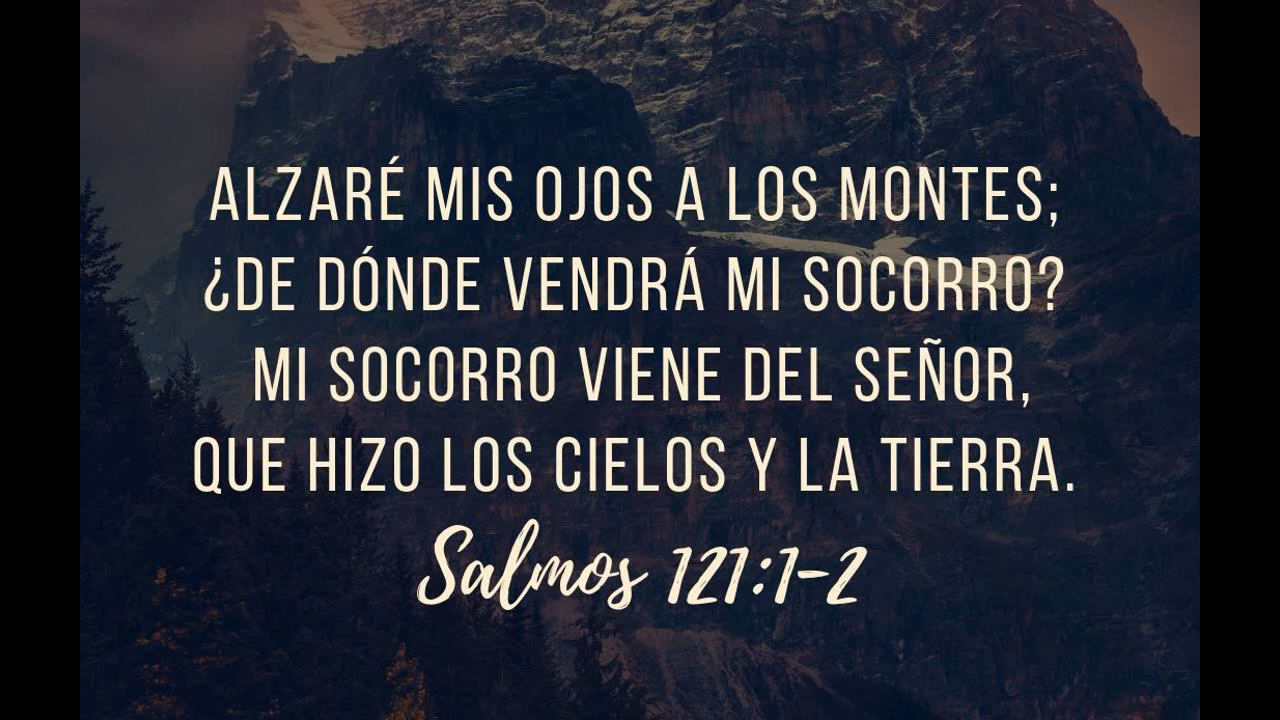 ALZARÉ MIS OJOS A LOS MONTES;
¿DE DÓNDE VENDRÁ MI SOCORRO?
MI SOCORRO VIENE DEL SEÑOR,
QUE HIZO LOS CIELOS Y LA TIERRA.
Salmos 121:1-2